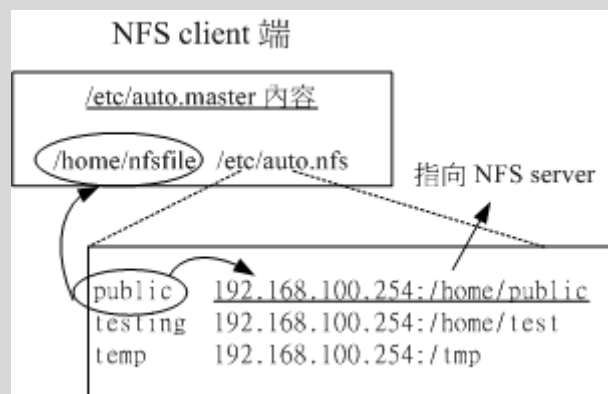 NFS client 端
/etc/auto.master 內容
/home/nfsfile /etc/auto.nfs
指向 NFS server
public 192.168.100.254:/home/public
testing 192.168.100.254:/home/test
temp 192.168.100.254:/tmp